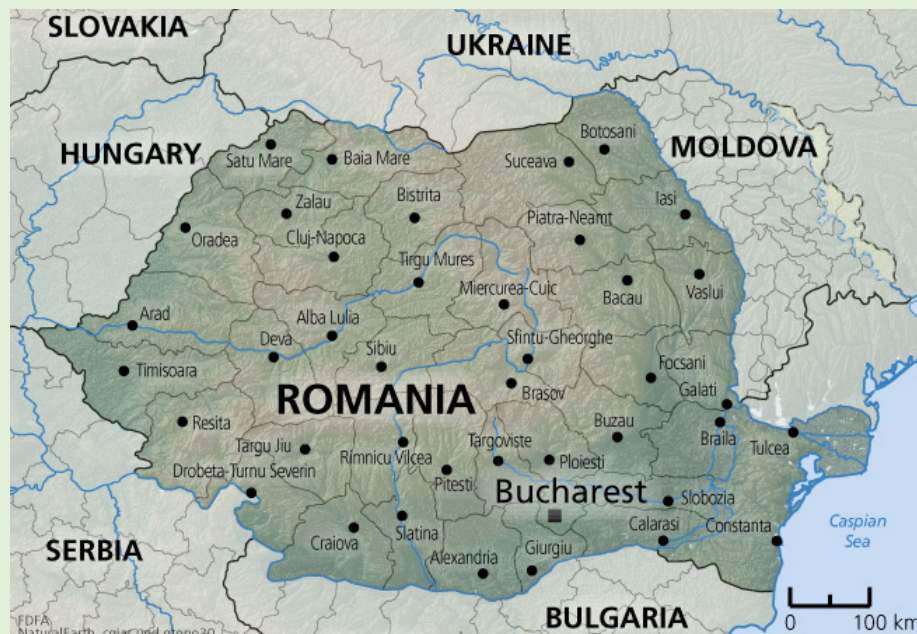 SLOVAKIA
UKRAINE
HUNGARY
MOLDOVA
Botosani
Satu Mare
Baia Mare
Suceava
Zalau
Bistrita
Iasi
Piatra-Neamt
Oradea
Cluj-Napoca
Tirgu Mures
Miercurea-Cuic
Bacau
Vaslui
Arad
Alba Lulia
Deva
Sfintu-Gheorghe
Sibiu
Timisoara
Focsani
ROMANIA
Brasov
Galati
Resita
Buzau
Braila
Targu Jiu
Targoviste
Tulcea
Rimnicu Vilcea
Drobeta-Turnu Severin
Ploiesti
Pitesti
Bucharest
Slobozia
Slatina
Calarasi
Constanta
Caspian
Sea
Craiova
SERBIA
Alexandria
Giurgiu
BULGARIA
0 100 km
FDFA